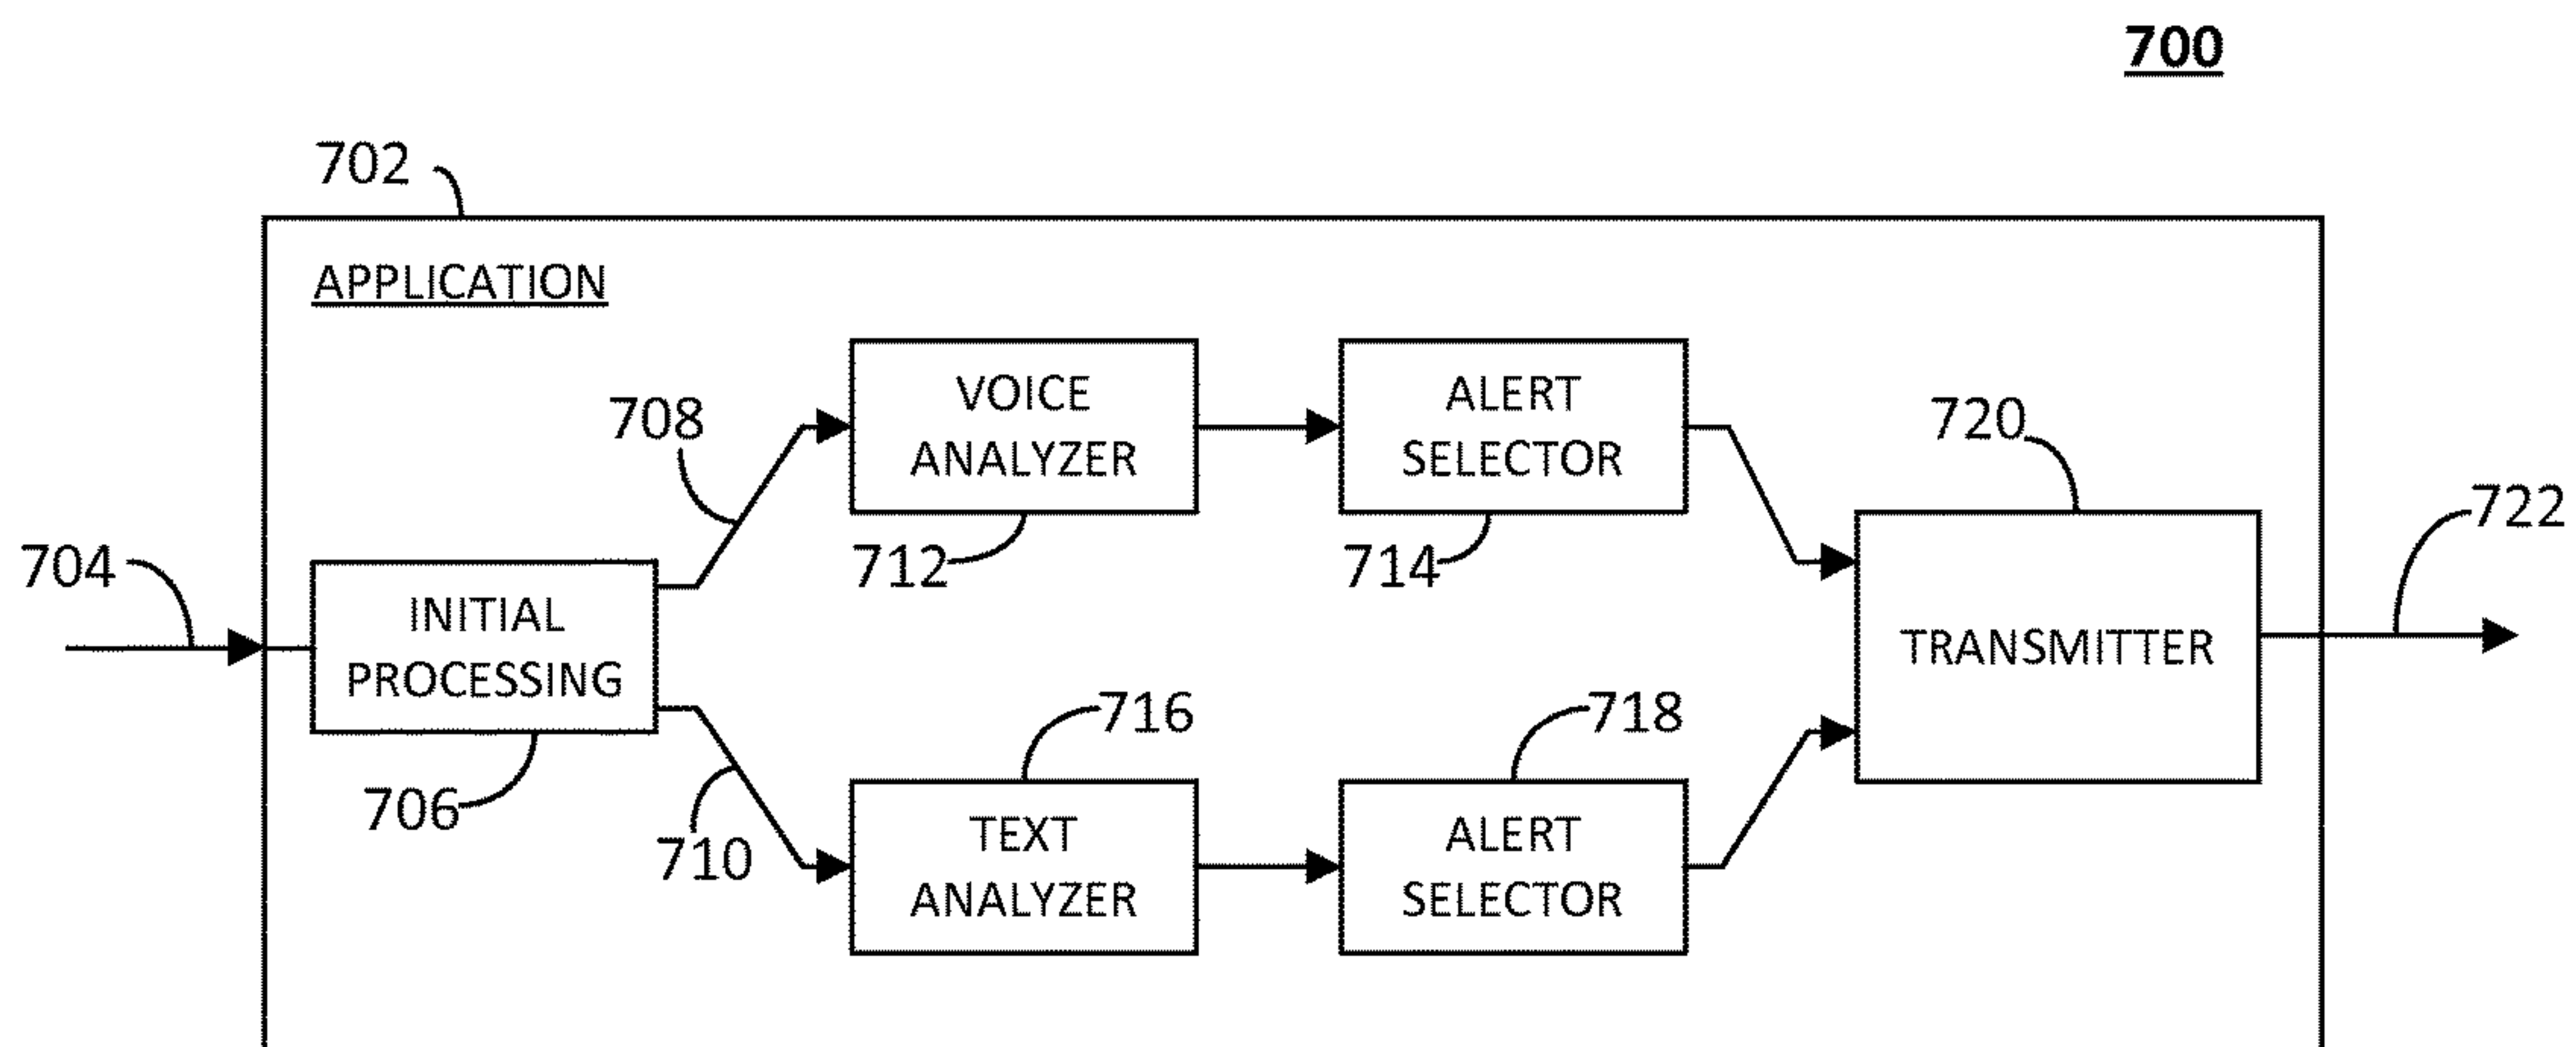 700
702
APPLICATION
708
VOICE
ANALYZER
712
ALERT
SELECTOR
714
720
722
704
INITIAL
PROCESSING
706
710
716
TEXT
ANALYZER
718
ALERT
SELECTOR
TRANSMITTER